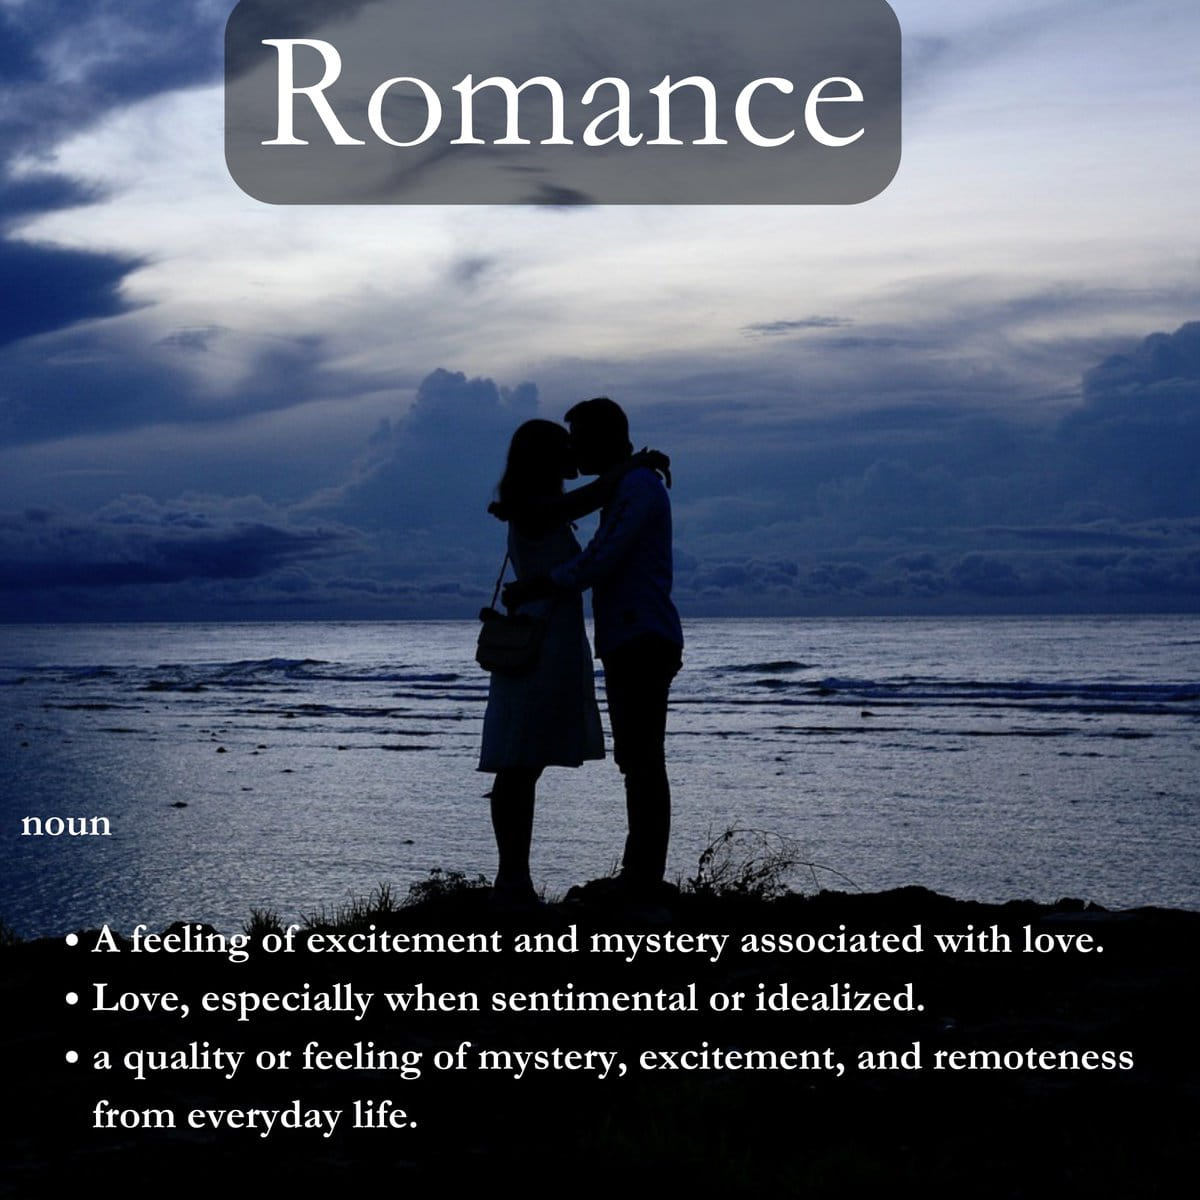 Romance
noun
• A feeling of excitement and mystery associated with love.
• Love, especially when sentimental or idealized.
• a quality or feeling of mystery, excitement, and remoteness
from everyday life.